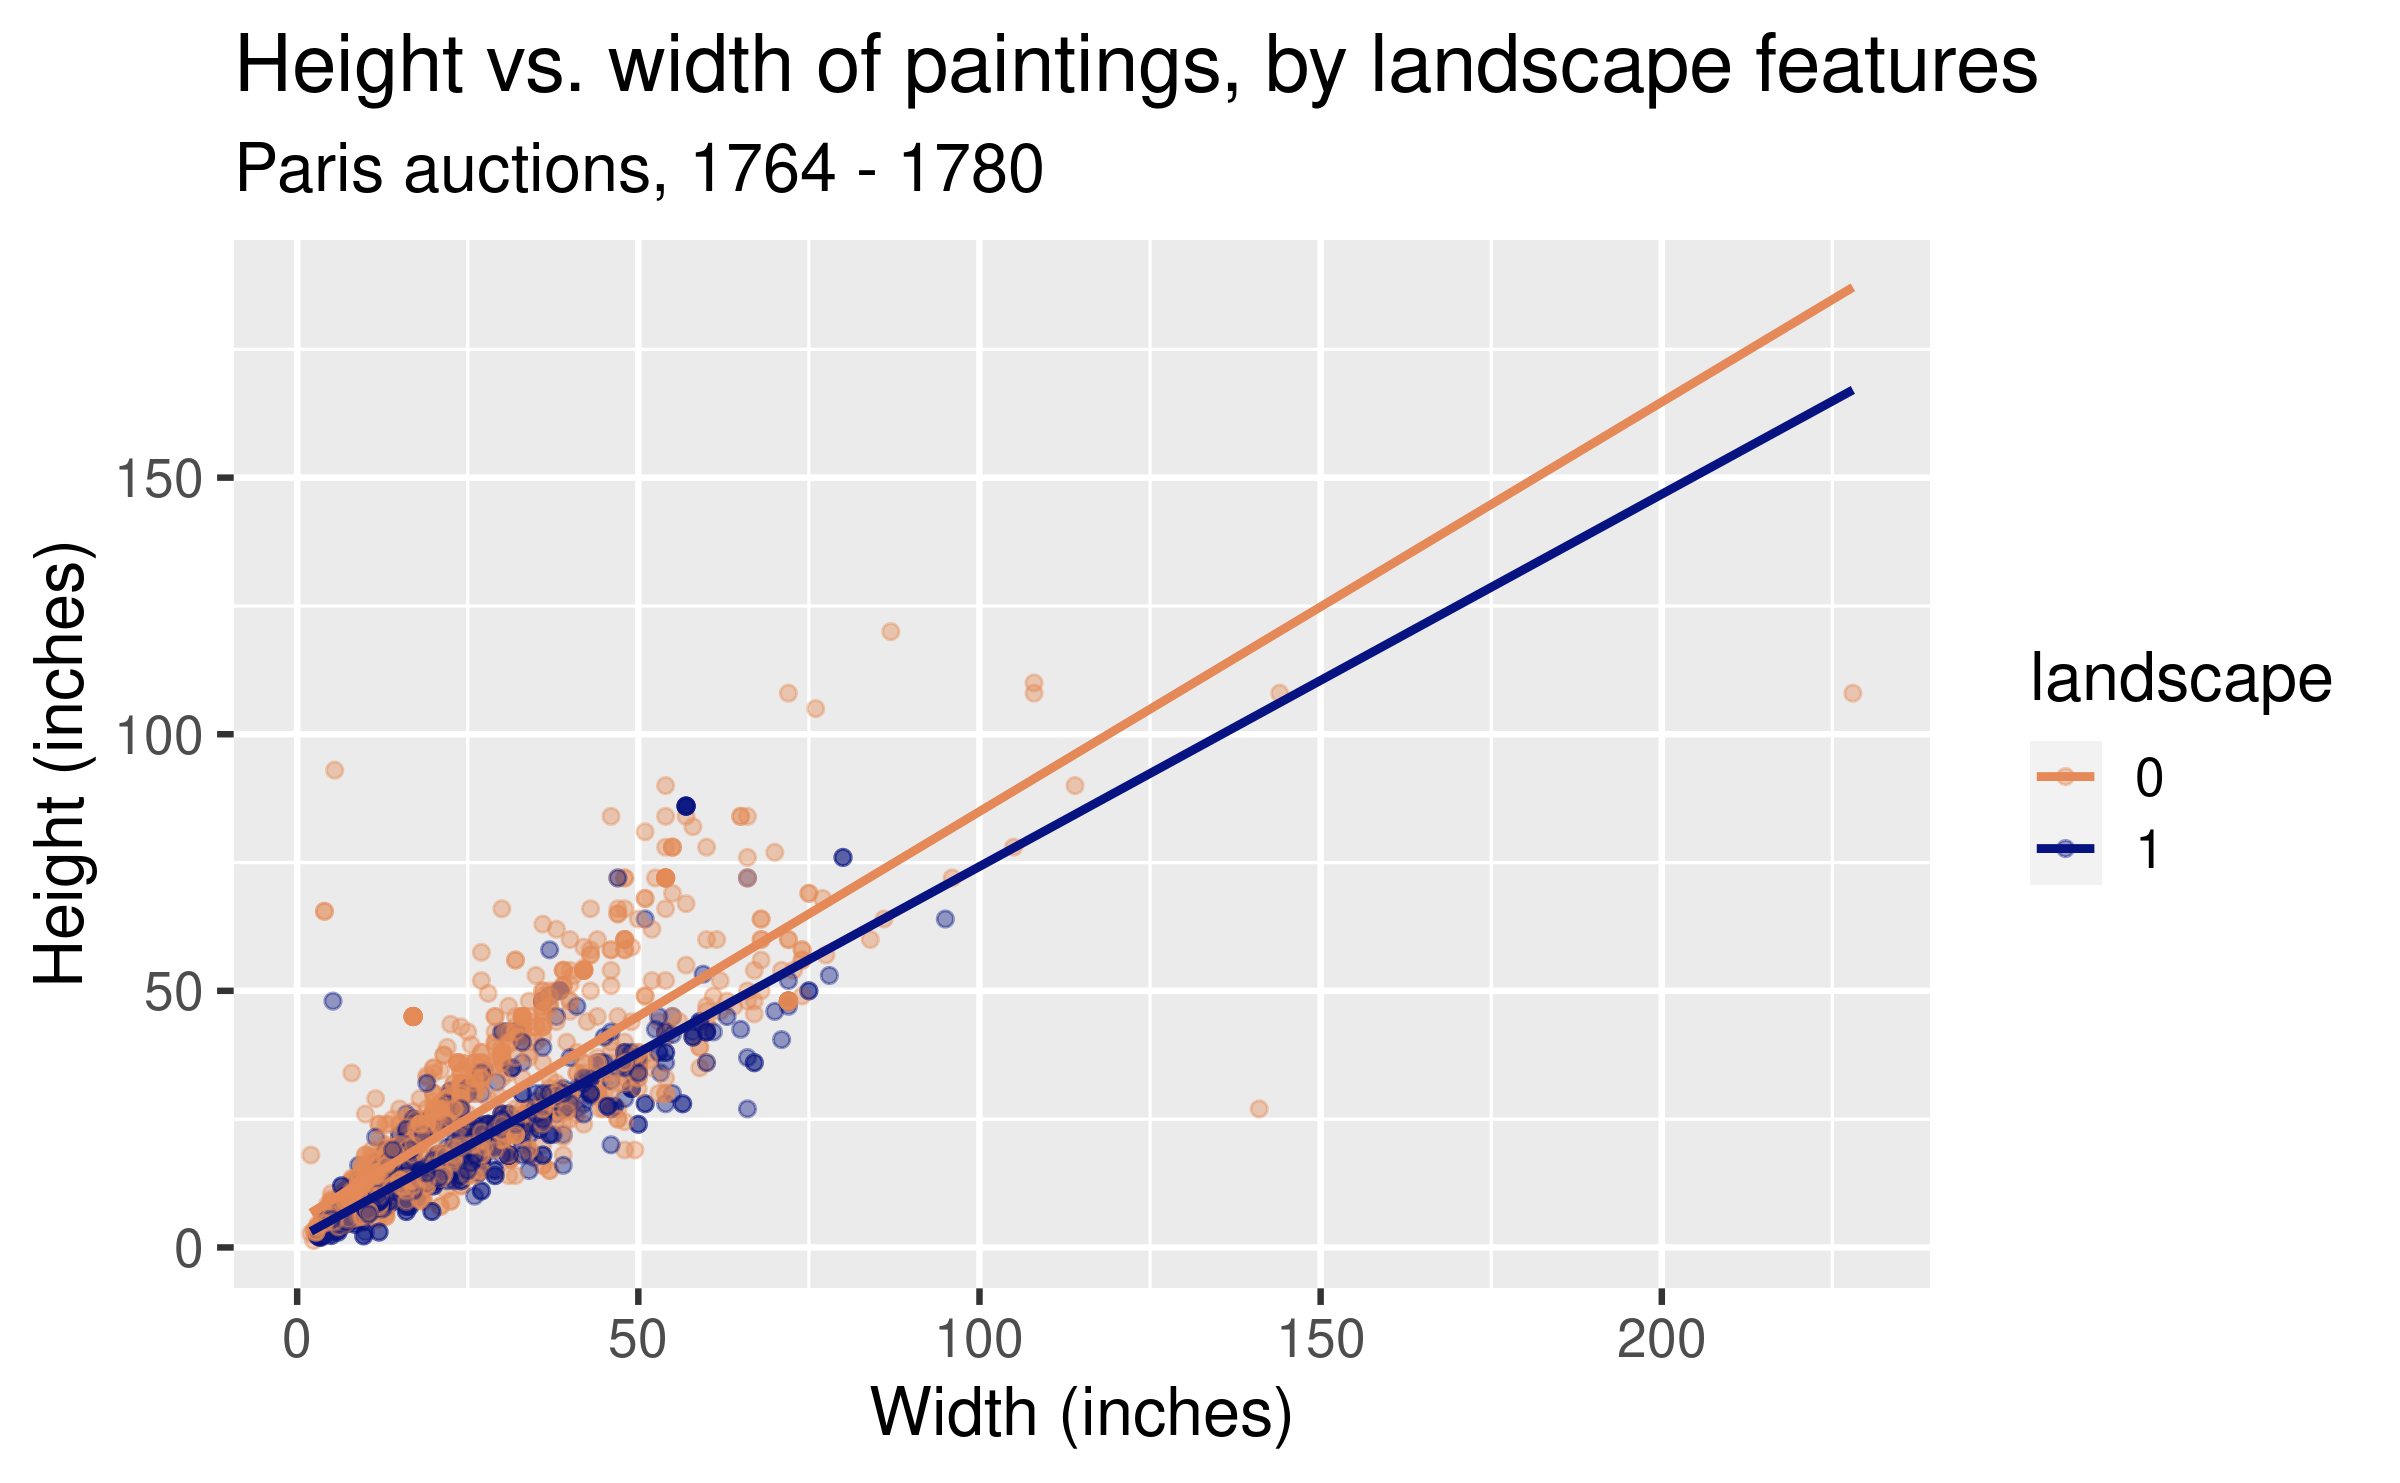 Height vs. width of paintings, by landscape features
Paris auctions, 1764 - 1780
150
100
50
0
Height (inches)
0 50 100 150 200
Width (inches)
landscape
0
1